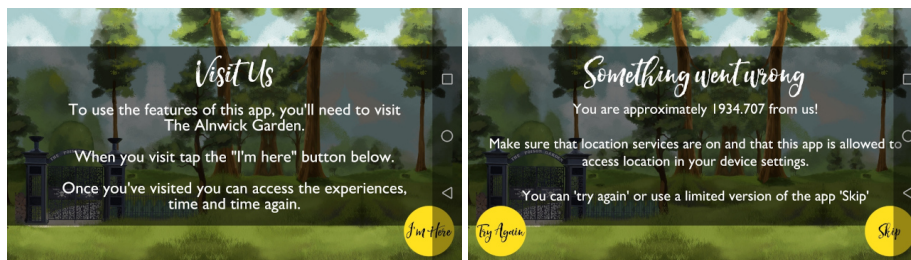 Visit Us
To use the features of this app, you'll need to visit
The Alnwick Garden.
When you visit tap the "I'm here" button below.
Once you've visited you can access the experiences,
time and time again.
I'm Here
Something went wrong
You are approximately 1934.707 from us!
Make sure that location services are on and that this app is allowed to
access location in your device settings.
You can 'try again' or use a limited version of the app 'Skip'
Try Again
Skip